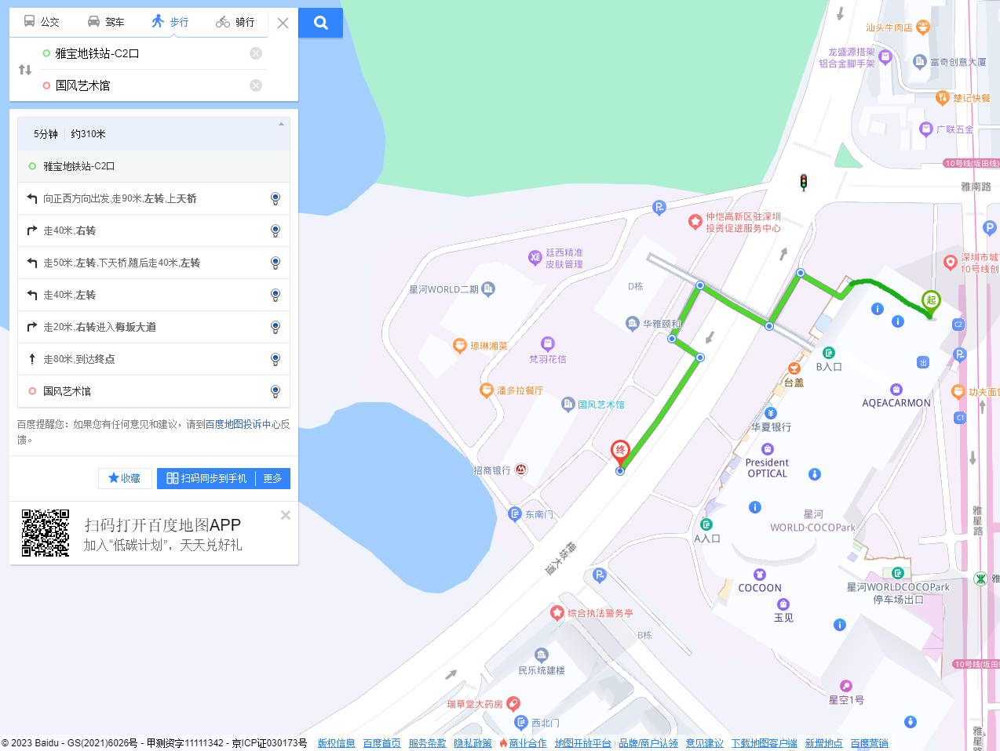 公交 驾车 步行 骑行
雅宝地铁站-C2口
国风艺术馆
5分钟 约310米
雅宝地铁站-C2口
向正西方向出发,走90米,左转,上天桥
走40米,右转
走50米,左转,下天桥,随后走40米,左转
走40米,左转
走20米,右转进入梅坂大道
走80米,到达终点
国风艺术馆
百度提醒您：如果您有任何意见和建议，请到百度地图投诉中心反
馈。
收藏 扫码同步到手机 更多
扫码打开百度地图APP
加入“低碳计划”，天天兑好礼
汕头牛肉店
龙盛源搭架
铝合金脚手架
富奇创意大厦
楚记快餐
广联五金
10号线(坂田线)
雅南路
仲恺高新区驻深圳
投资促进服务中心
廷西精准
皮肤管理
深圳市城
10号线创
星河WORLD二期
D栋
华雅颐和
起
C2
琼琳湘菜
梵羽花信
B入口
出
台盖
潘多拉餐厅
AQEACARMON
功夫面馆
国风艺术馆
华夏银行
C1
终
President
OPTICAL
招商银行
东南门
星河
WORLD·COCOPark
雅星路
A入口
梅坂大道
COCOON
星河WORLDCOCOPark
停车场出口
雅
玉见
综合执法警务亭
B栋
民乐统建楼
10号线(坂田
星空1号
瑞草堂大药房
西北门
雅星路
© 2023 Baidu - GS(2021)6026号 - 甲测资字11111342 - 京ICP证030173号 版权信息 百度首页 服务条款 隐私政策 商业合作 地图开放平台 品牌/商户认领 意见建议 下载地图客户端 新增地点 百度营销